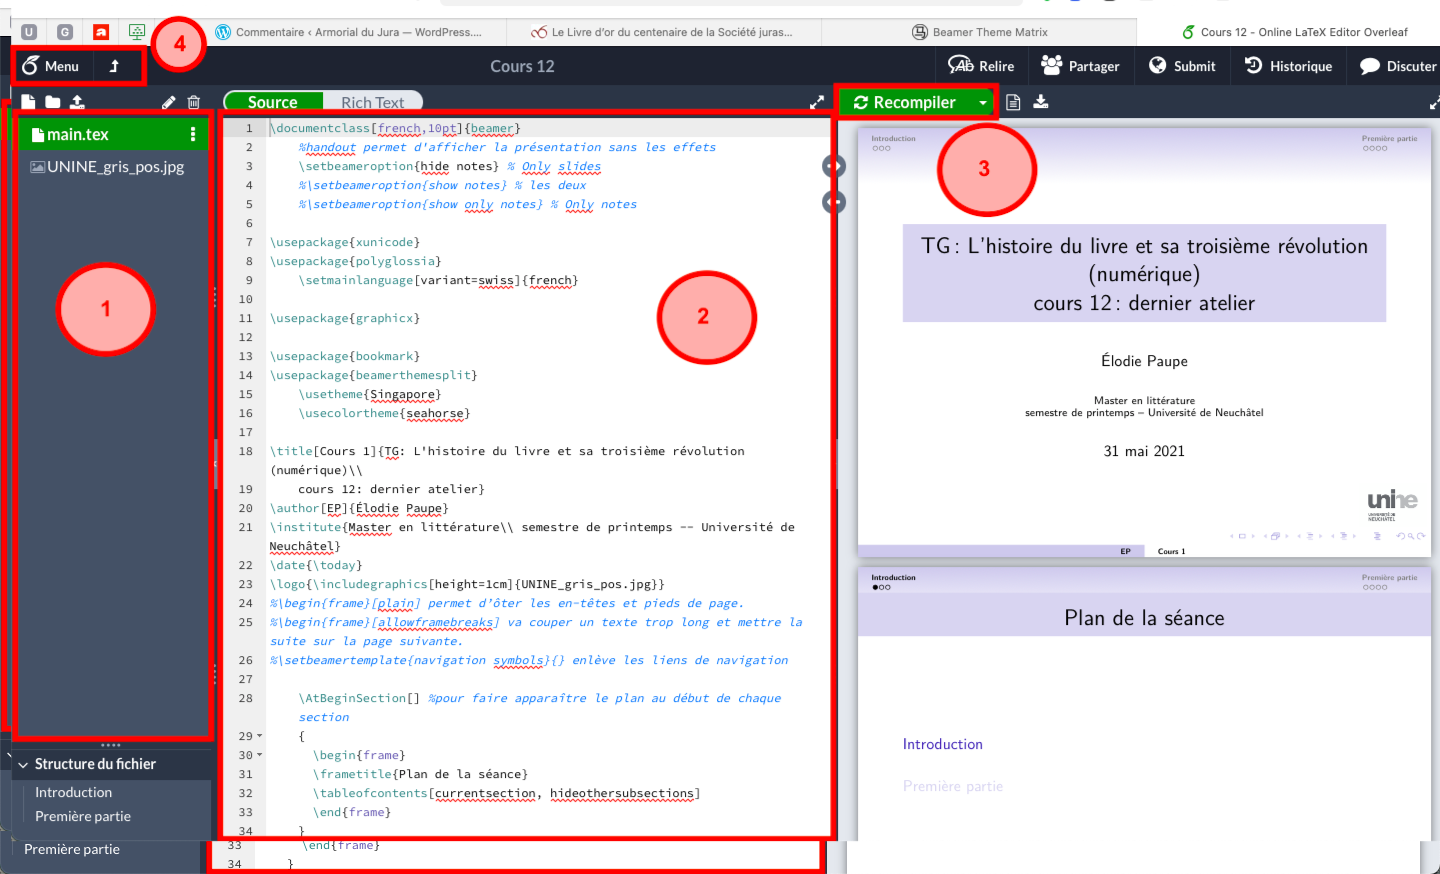 U
G
Commentaire ‹ Armorial du Jura — WordPress....
Le Livre d'or du centenaire de la Société juras...
Beamer Theme Matrix
Cours 12 - Online LaTeX Editor Overleaf
4
Menu
Cours 12
Relire
Partager
Submit
Historique
Discuter
Source
Rich Text
Recompiler
main.tex
UNINE_gris_pos.jpg
1
Structure du fichier
Introduction
Première partie
Première partie
1 \documentclass[french,10pt]{beamer}
2 %handout permet d'afficher la présentation sans les effets
3 \setbeameroption{hide notes} % Only slides
4 %\setbeameroption{show notes} % les deux
5 %\setbeameroption{show only notes} % Only notes
6
7 \usepackage{xunicode}
8 \usepackage{polyglossia}
9 \setmainlanguage[variant=swiss]{french}
10
11 \usepackage{graphicx}
12
13 \usepackage{bookmark}
14 \usepackage{beamerthemesplit}
15 \usetheme{Singapore}
16 \usecolortheme{seahorse}
17
18 \title[Cours 1]{TG: L'histoire du livre et sa troisième révolution
(numérique)\\
19 cours 12: dernier atelier}
20 \author[EP]{Élodie Paupe}
21 \institute{Master en littérature\\ semestre de printemps -- Université de
Neuchâtel}
22 \date{\today}
23 \logo{\includegraphics[height=1cm]{UNINE_gris_pos.jpg}}
24 %\begin{frame}[plain] permet d'ôter les en-têtes et pieds de page.
25 %\begin{frame}[allowframebreaks] va couper un texte trop long et mettre la
suite sur la page suivante.
26 %\setbeamertemplate{navigation symbols}{} enlève les liens de navigation
27
28 \AtBeginSection[] %pour faire apparaître le plan au début de chaque
section
29 {
30 \begin{frame}
31 \frametitle{Plan de la séance}
32 \tableofcontents[currentsection, hideothersubsections]
33 \end{frame}
34 }
33 \end{frame}
34 }
2
3
Introduction
Première partie
TG : L'histoire du livre et sa troisième révolution
(numérique)
cours 12 : dernier atelier
Élodie Paupe
Master en littérature
semestre de printemps – Université de Neuchâtel
31 mai 2021
unine
UNIVERSITÉ DE
NEUCHÂTEL
EP
Cours 1
Introduction
Première partie
Plan de la séance
Introduction
Première partie